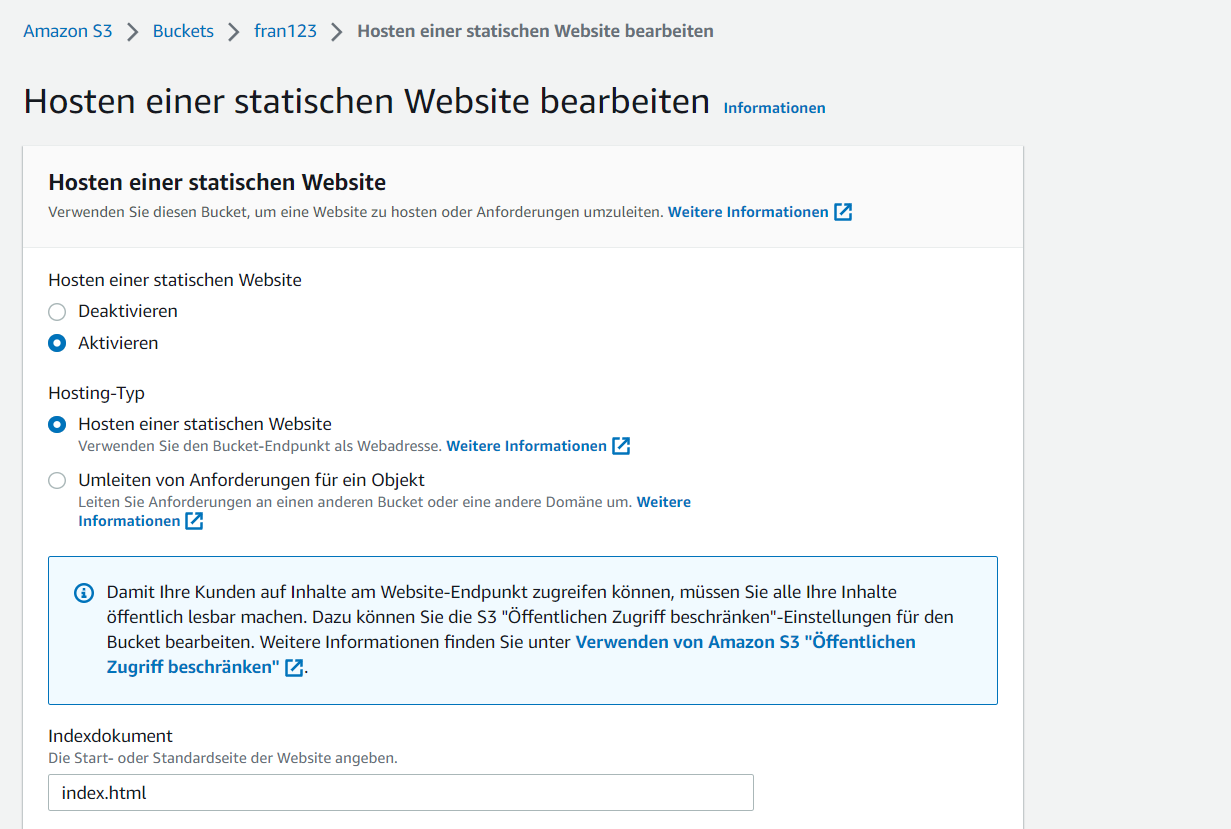 Amazon S3 > Buckets > fran123 > Hosten einer statischen Website bearbeiten
Hosten einer statischen Website bearbeiten Informationen
Hosten einer statischen Website
Verwenden Sie diesen Bucket, um eine Website zu hosten oder Anforderungen umzuleiten. Weitere Informationen
Hosten einer statischen Website
Deaktivieren
Aktivieren
Hosting-Typ
Hosten einer statischen Website
Verwenden Sie den Bucket-Endpunkt als Webadresse. Weitere Informationen
Umleiten von Anforderungen für ein Objekt
Leiten Sie Anforderungen an einen anderen Bucket oder eine andere Domäne um. Weitere
Informationen
Damit Ihre Kunden auf Inhalte am Website-Endpunkt zugreifen können, müssen Sie alle Ihre Inhalte
öffentlich lesbar machen. Dazu können Sie die S3 "Öffentlichen Zugriff beschränken"-Einstellungen für den
Bucket bearbeiten. Weitere Informationen finden Sie unter Verwenden von Amazon S3 "Öffentlichen
Zugriff beschränken" .
Indexdokument
Die Start- oder Standardseite der Website angeben.
index.html